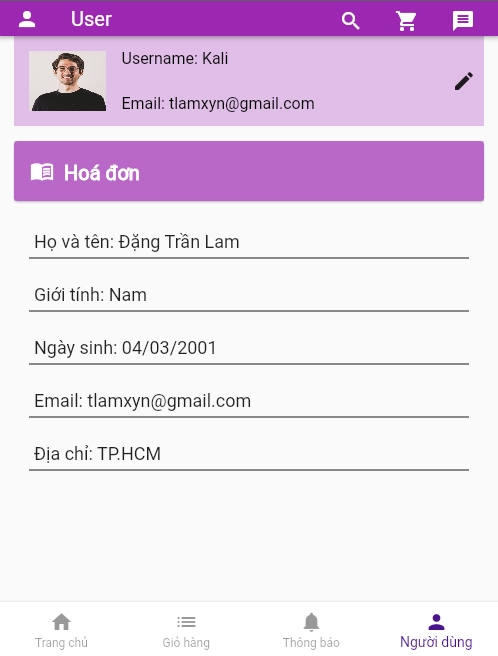 User
Username: Kali
Email: tlamxyn@gmail.com
Hoá đơn
Họ và tên: Đặng Trần Lam
Giới tính: Nam
Ngày sinh: 04/03/2001
Email: tlamxyn@gmail.com
Địa chỉ: TP.HCM
Trang chủ
Giỏ hàng
Thông báo
Người dùng